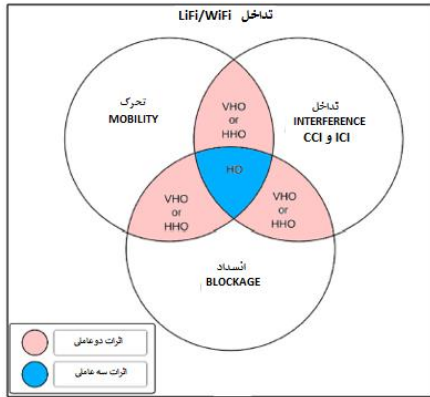 تداخل LiFi/WiFi
تحرک
MOBILITY
VHO
or
HHO
تداخل
INTERFERENCE
CCI و ICI
HO
VHO
or
HHO
VHO
or
HHO
انسداد
BLOCKAGE
اثرات دو عاملی
اثرات سه عاملی